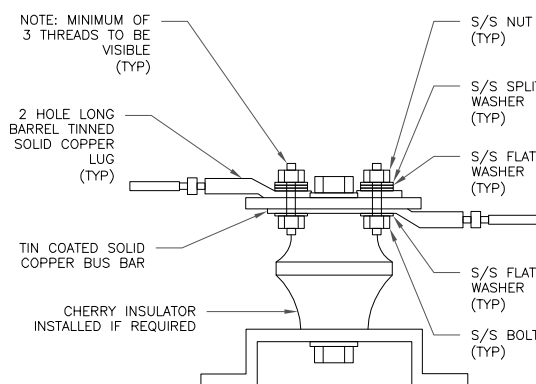 NOTE: MINIMUM OF
3 THREADS TO BE
VISIBLE
(TYP)
2 HOLE LONG
BARREL TINNED
SOLID COPPER
LUG
(TYP)
TIN COATED SOLID
COPPER BUS BAR
CHERRY INSULATOR
INSTALLED IF REQUIRED
S/S NUT
(TYP)
S/S SPLIT
WASHER
(TYP)
S/S FLAT
WASHER
(TYP)
S/S FLAT
WASHER
(TYP)
S/S BOLT
(TYP)